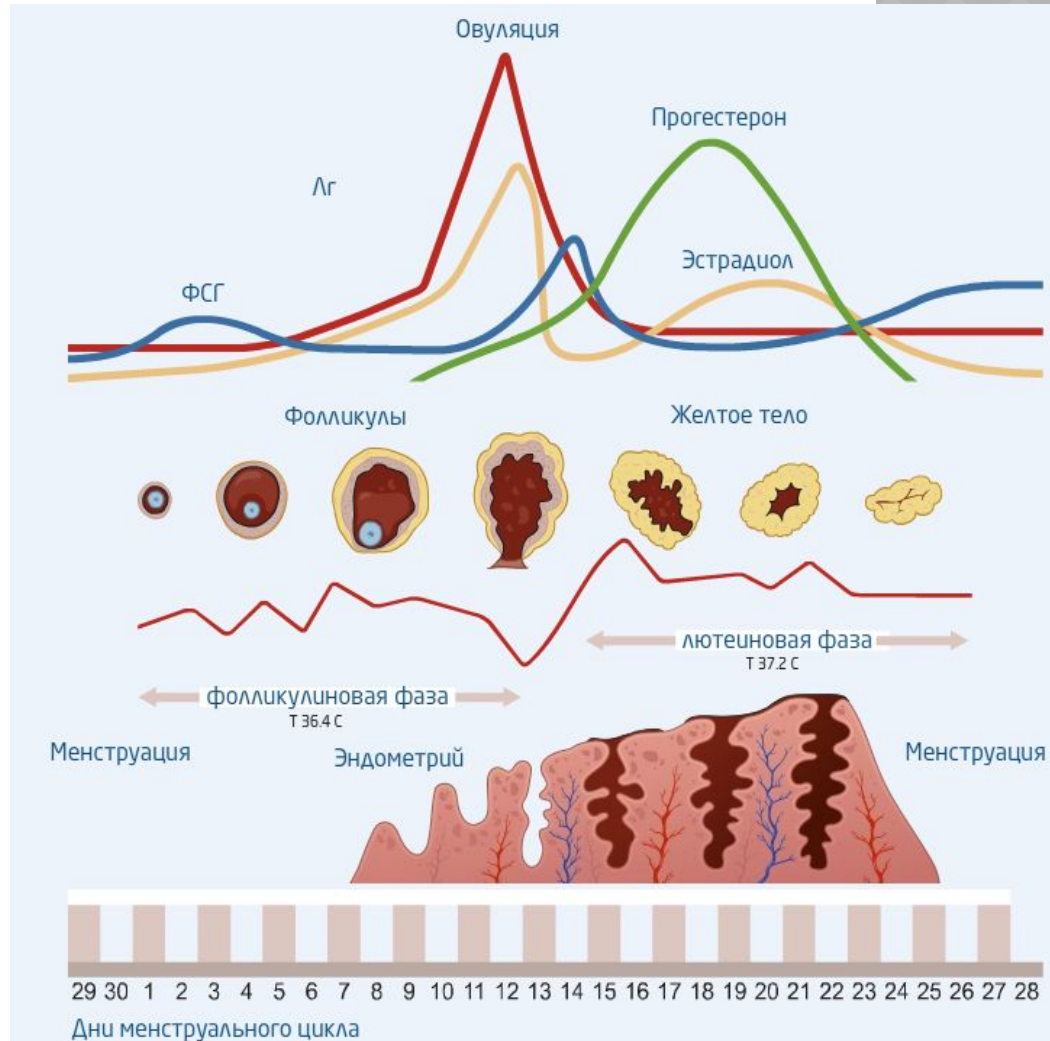 Овуляция
Прогестерон
Лг
Эстрадиол
ФСГ
Фолликулы
Желтое тело
лютеиновая фаза
T 37.2 C
фолликулиновая фаза
T 36.4 C
Менструация
Эндометрий
Менструация
29 30 1 2 3 4 5 6 7 8 9 10 11 12 13 14 15 16 17 18 19 20 21 22 23 24 25 26 27 28
Дни менструального цикла